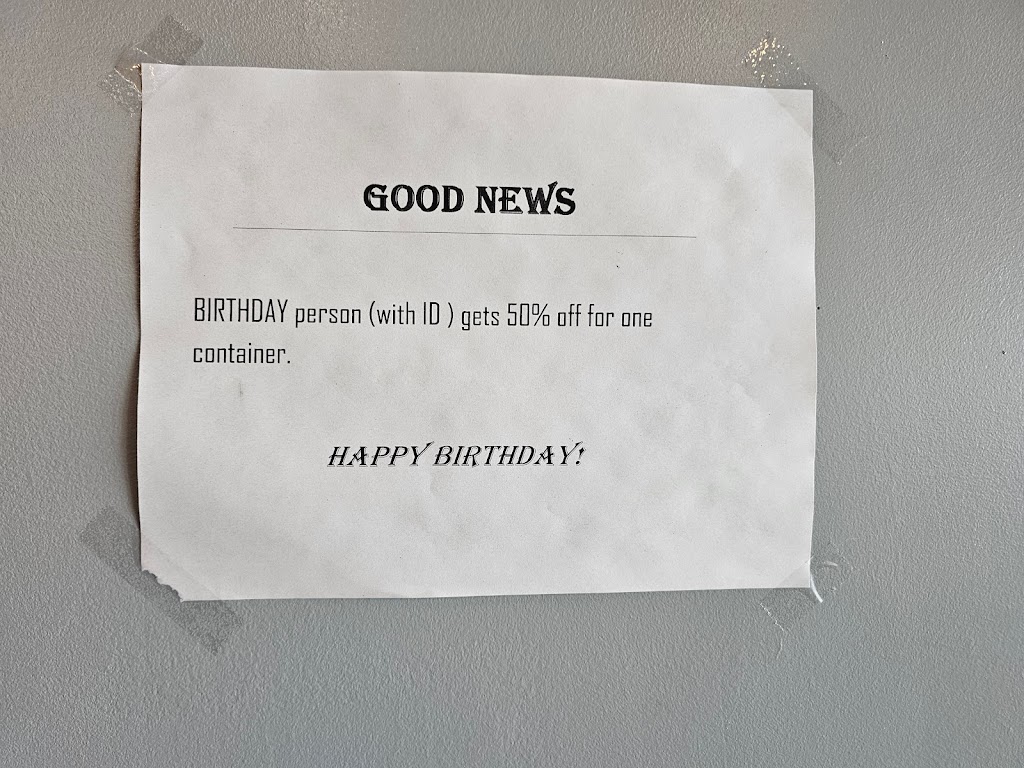 GOOD NEWS
BIRTHDAY person (with ID ) gets 50% off for one
container.
HAPPY BIRTHDAY!